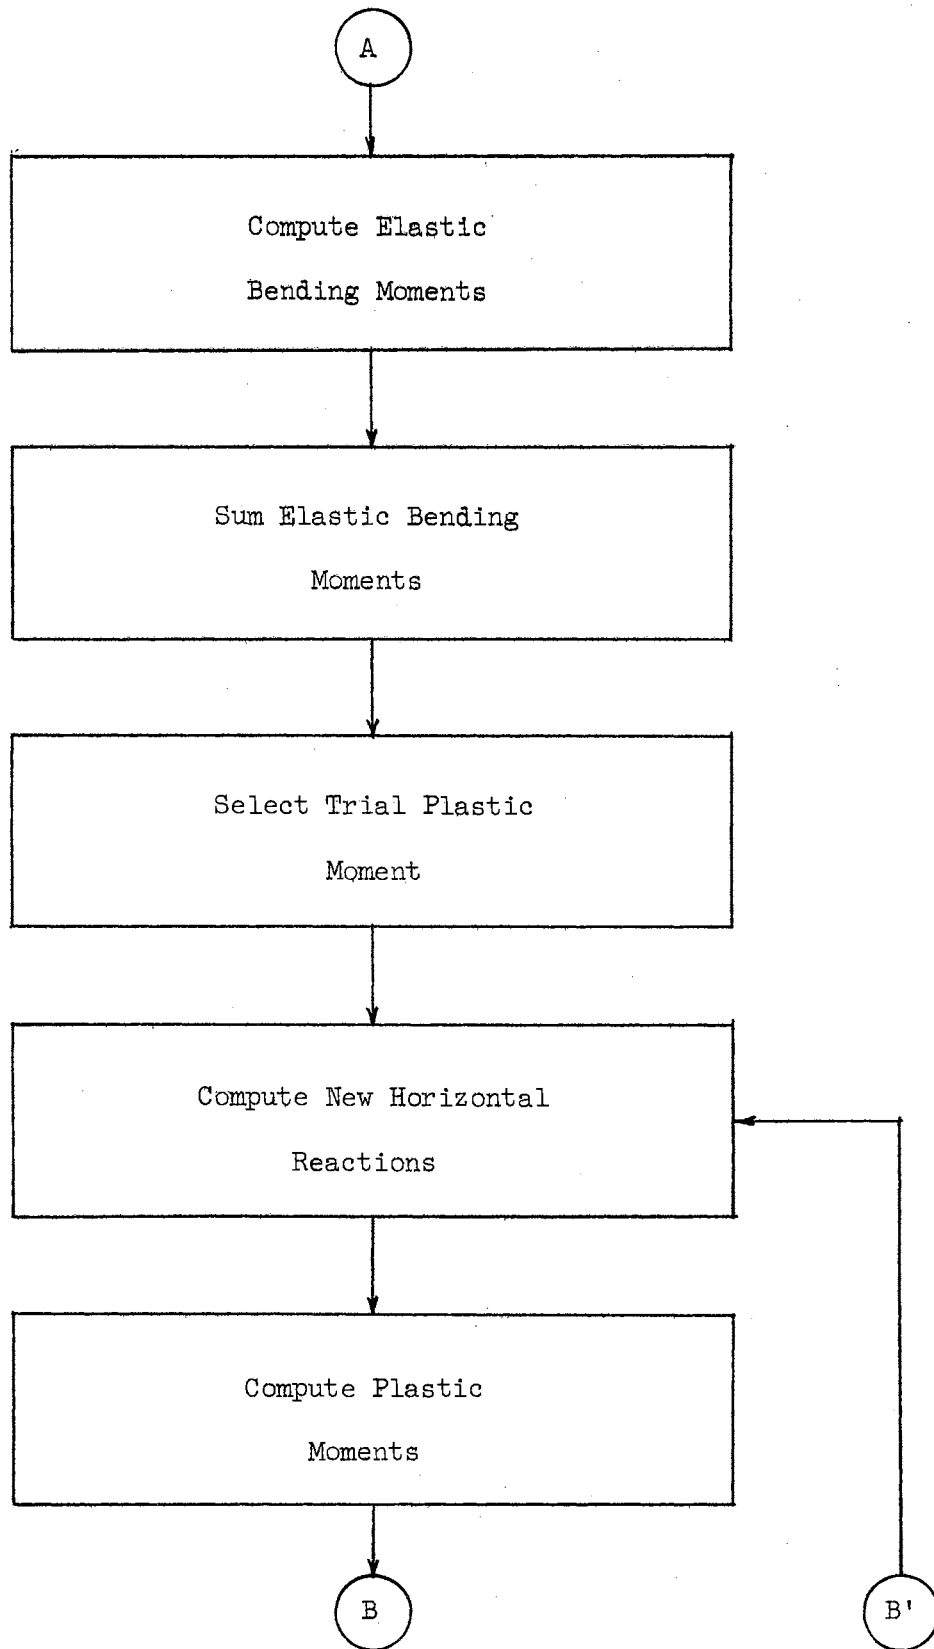 A
Compute Elastic
Bending Moments
Sum Elastic Bending
Moments
Select Trial Plastic
Moment
Compute New Horizontal
Reactions
Compute Plastic
Moments
B
B'